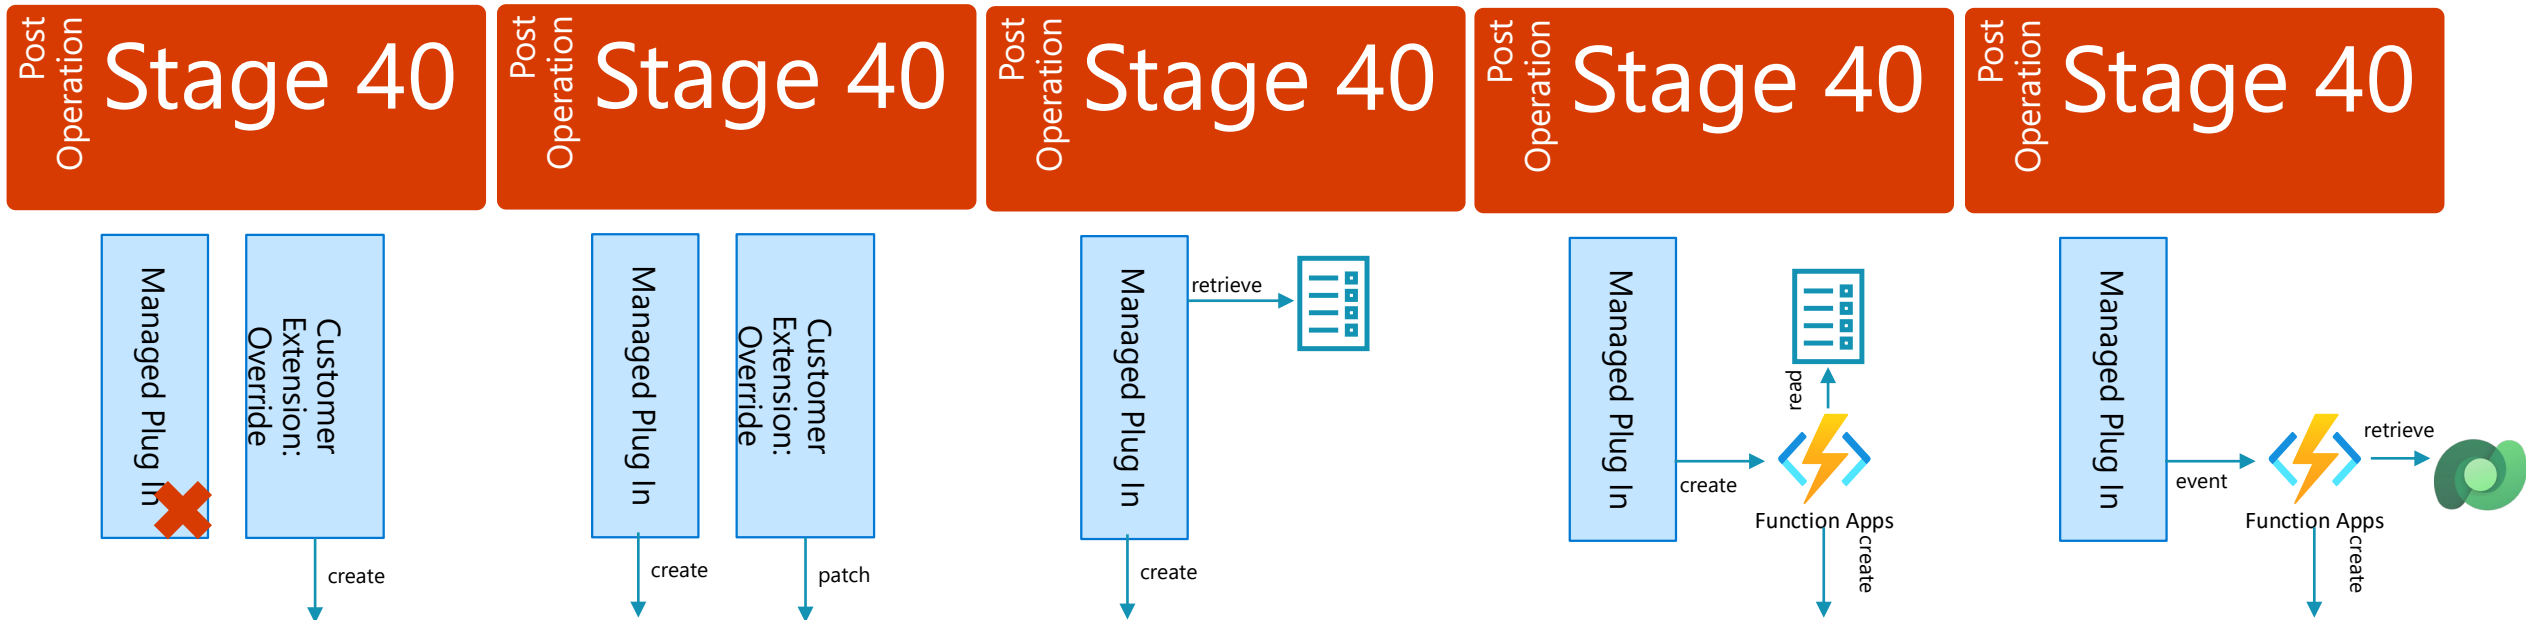 Post
Operation
Stage 40
Managed Plug In
Customer
Extension:
Override
create
Post
Operation
Stage 40
Managed Plug In
Customer
Extension:
Override
create
patch
Post
Operation
Stage 40
Managed Plug In
retrieve
create
Post
Operation
Stage 40
Managed Plug In
read
create
Function Apps
create
Post
Operation
Stage 40
Managed Plug In
event
retrieve
Function Apps
create